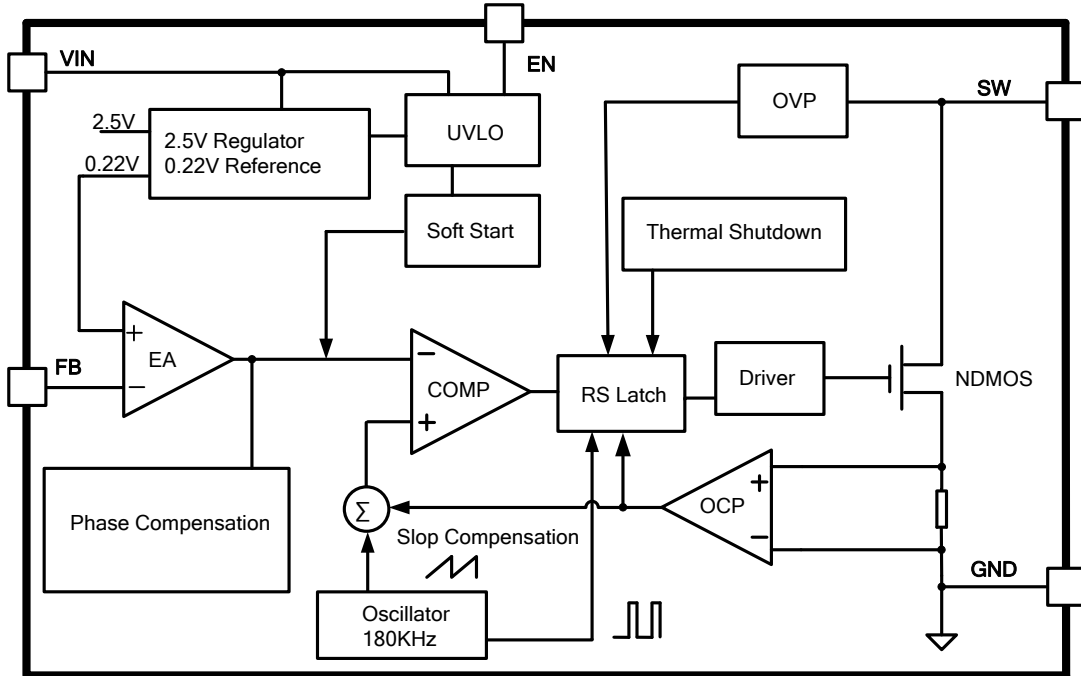 VIN
EN
SW
OVP
2.5V
0.22V
2.5V Regulator
0.22V Reference
UVLO
Soft Start
Thermal Shutdown
+
EA
−
FB
−
COMP
+
RS Latch
Driver
NDMOS
Phase Compensation
Σ
Slop Compensation
+
OCP
−
GND
Oscillator
180KHz